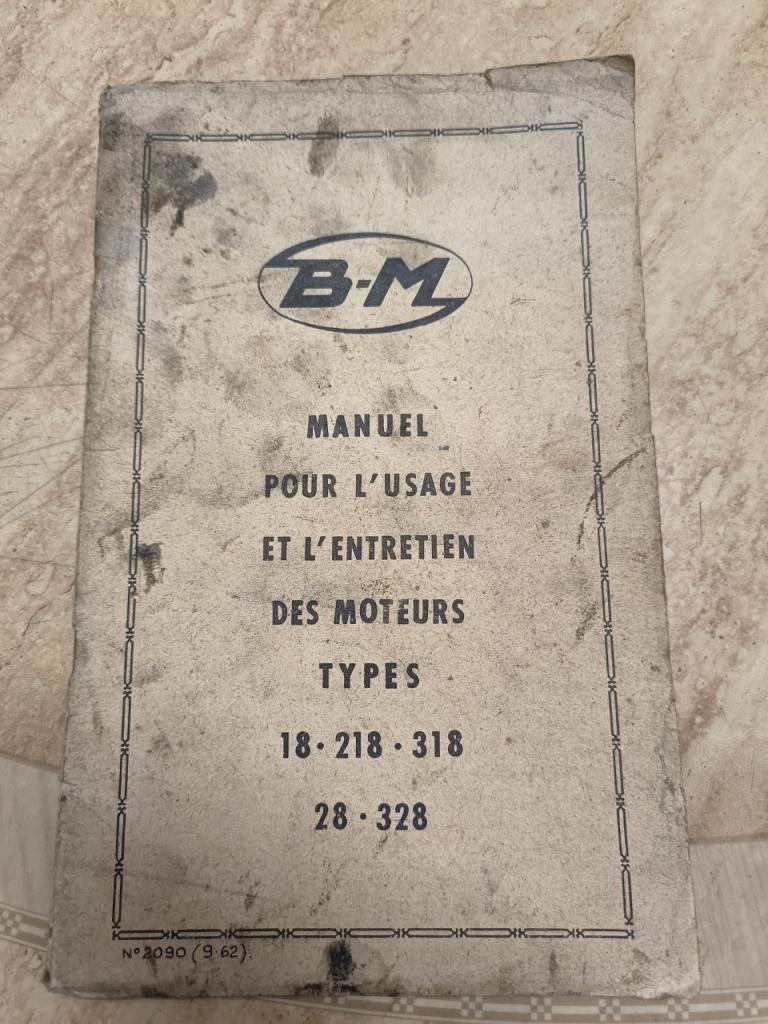 B-M
MANUEL
POUR L'USAGE
ET L'ENTRETIEN
DES MOTEURS
TYPES
18 · 218 · 318
28 · 328
N° 2090 (9·62).